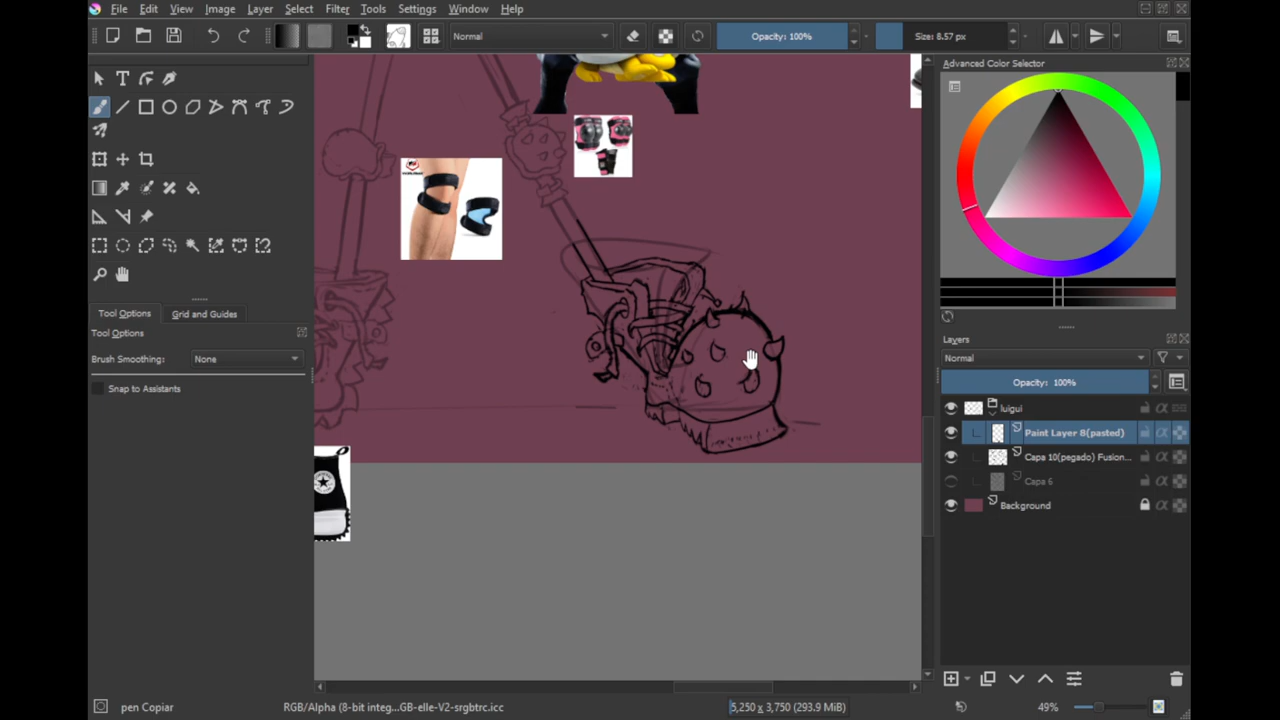 File Edit View Image Layer Select Filter Tools Settings Window Help
Normal Opacity: 100% Size: 8.57 px
Advanced Color Selector
Tool Options Grid and Guides
Tool Options
Brush Smoothing: None
Snap to Assistants
Layers
Normal
Opacity: 100%
luigui
Paint Layer 8(pasted)
Capa 10(pegado) Fusion...
Capa 6
Background
pen Copiar RGB/Alpha (8-bit integ...GB-elle-V2-srgbtrc.icc 5,250 x 3,750 (293.9 MiB) 49%